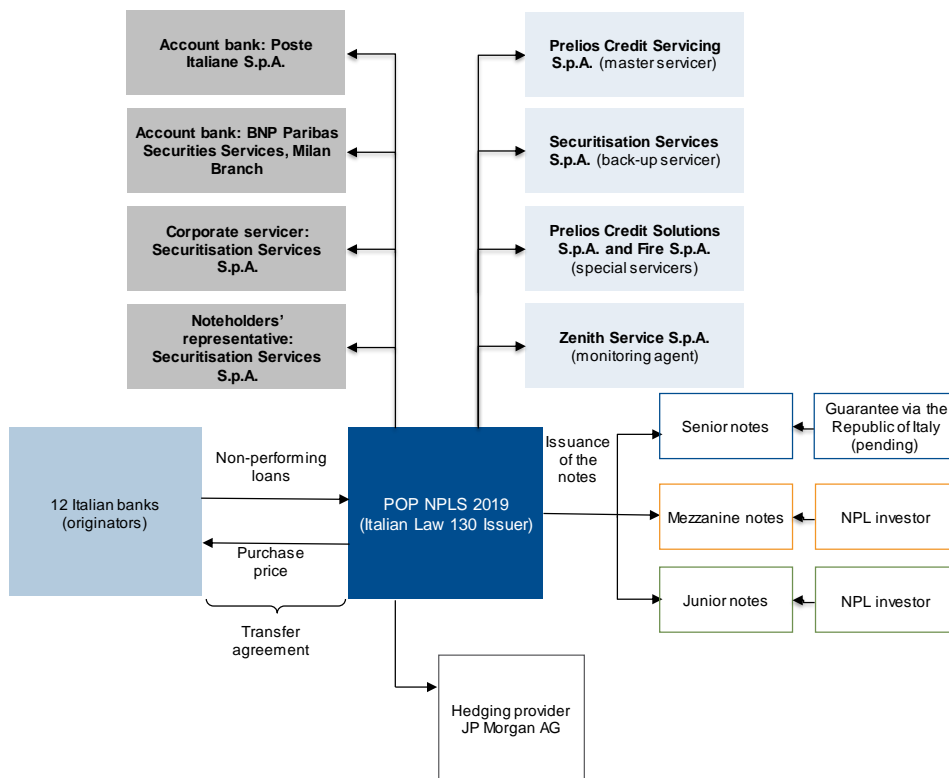 Account bank: Poste
Italiane S.p.A.
Account bank: BNP Paribas
Securities Services, Milan
Branch
Corporate servicer:
Securitisation Services
S.p.A.
Noteholders’
representative:
Securitisation Services
S.p.A.
Prelios Credit Servicing
S.p.A. (master servicer)
Securitisation Services
S.p.A. (back-up servicer)
Prelios Credit Solutions
S.p.A. and Fire S.p.A.
(special servicers)
Zenith Service S.p.A.
(monitoring agent)
12 Italian banks
(originators)
Non-performing
loans
Purchase
price
Transfer
agreement
POP NPLS 2019
(Italian Law 130 Issuer)
Issuance
of the
notes
Senior notes
Guarantee via the
Republic of Italy
(pending)
Mezzanine notes
NPL investor
Junior notes
NPL investor
Hedging provider
JP Morgan AG